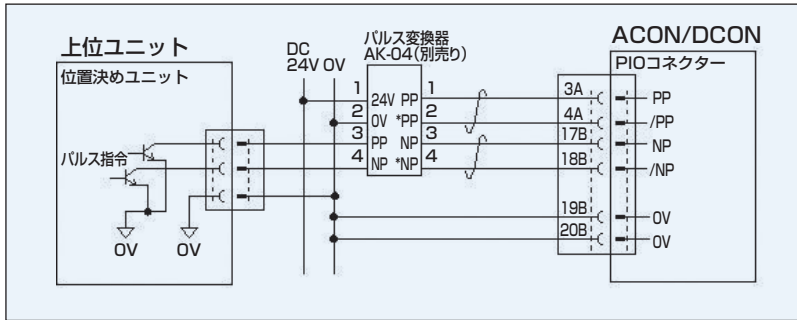 上位ユニット
位置決めユニット
パルス指令
0V
0V
DC
24V 0V
パルス変換器
AK-04(別売り)
1 24V PP 1
2 0V *PP 2
3 PP NP 3
4 NP *NP 4
ACON/DCON
PIOコネクター
3A PP
4A /PP
17B NP
18B /NP
19B 0V
20B 0V